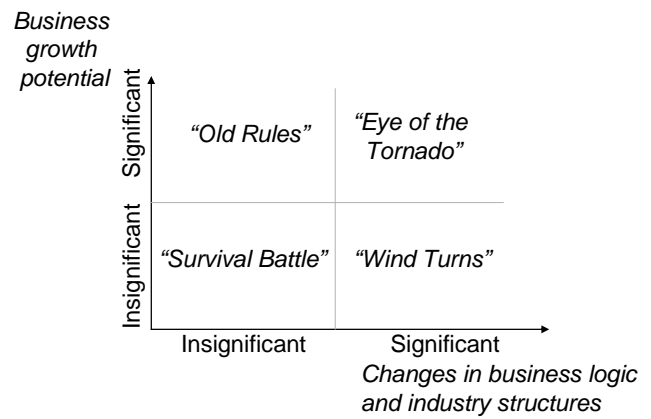 Business
growth
potential
Significant
“Old Rules”
“Eye of the
Tornado”
Insignificant
“Survival Battle”
“Wind Turns”
Insignificant
Significant
Changes in business logic
and industry structures